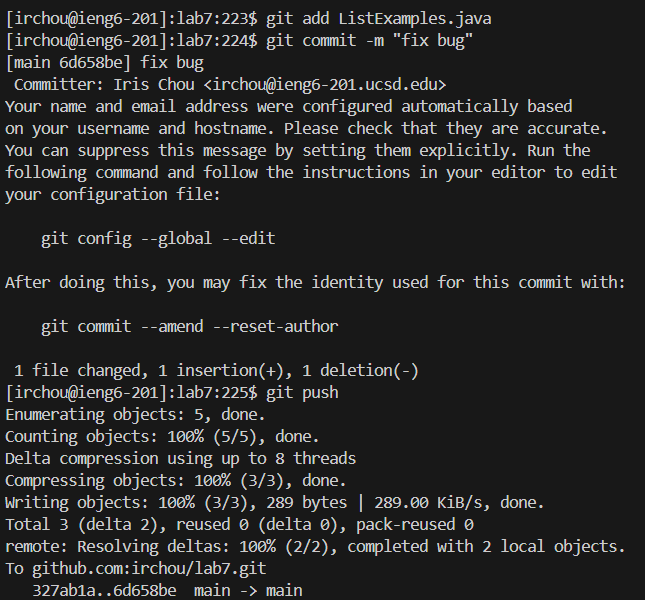 [irchou@ieng6-201]:lab7:223$ git add ListExamples.java
[irchou@ieng6-201]:lab7:224$ git commit -m "fix bug"
[main 6d658be] fix bug
 Committer: Iris Chou <irchou@ieng6-201.ucsd.edu>
Your name and email address were configured automatically based
on your username and hostname. Please check that they are accurate.
You can suppress this message by setting them explicitly. Run the
following command and follow the instructions in your editor to edit
your configuration file:

    git config --global --edit

After doing this, you may fix the identity used for this commit with:

    git commit --amend --reset-author

 1 file changed, 1 insertion(+), 1 deletion(-)
[irchou@ieng6-201]:lab7:225$ git push
Enumerating objects: 5, done.
Counting objects: 100% (5/5), done.
Delta compression using up to 8 threads
Compressing objects: 100% (3/3), done.
Writing objects: 100% (3/3), 289 bytes | 289.00 KiB/s, done.
Total 3 (delta 2), reused 0 (delta 0), pack-reused 0
remote: Resolving deltas: 100% (2/2), completed with 2 local objects.
To github.com:irchou/lab7.git
   327ab1a..6d658be  main -> main